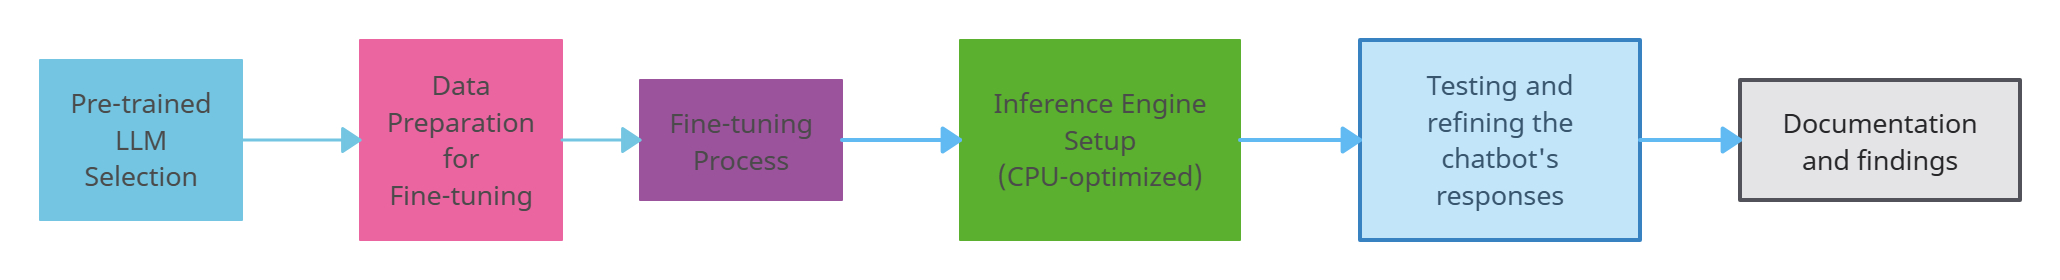 Pre-trained
LLM
Selection
Data
Preparation
for
Fine-tuning
Fine-tuning
Process
Inference Engine
Setup
(CPU-optimized)
Testing and
refining the
chatbot's
responses
Documentation
and findings